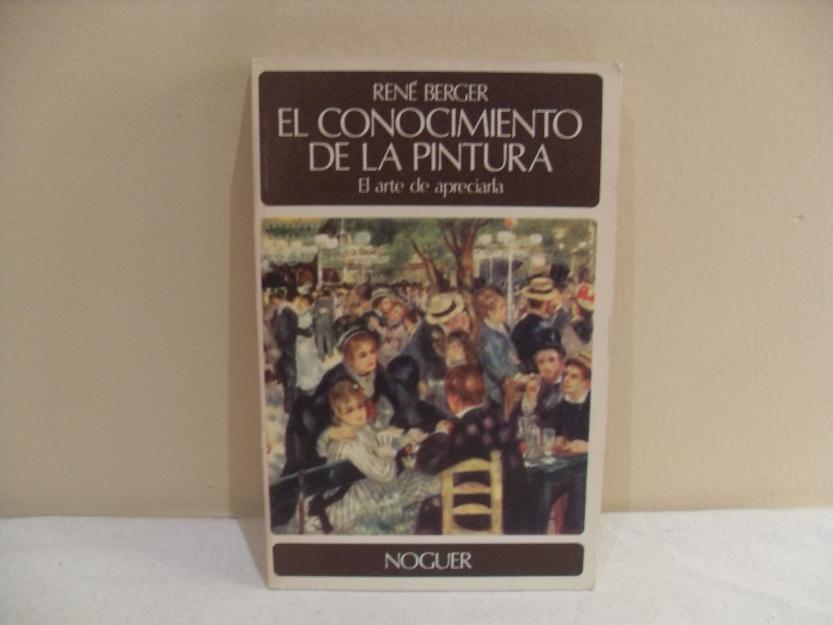 RENÉ BERGER
EL CONOCIMIENTO
DE LA PINTURA
El arte de apreciarla
NOGUER